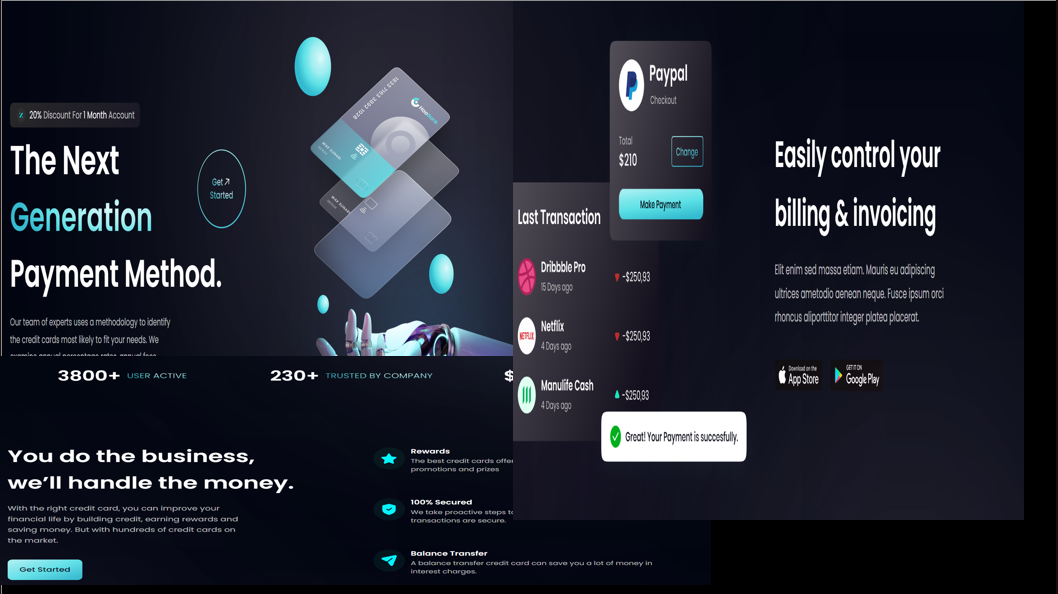 20% Discount For 1 Month Account
The Next
Generation
Payment Method.
Get
Started
Our team of experts uses a methodology to identify
the credit cards most likely to fit your needs. We
examine annual percentage rates, annual fees
3800+ USER ACTIVE
230+ TRUSTED BY COMPANY
$
You do the business,
we’ll handle the money.
With the right credit card, you can improve your
financial life by building credit, earning rewards and
saving money. But with hundreds of credit cards on
the market.
Get Started
Rewards
The best credit cards offer
promotions and prizes
100% Secured
We take proactive steps to
transactions are secure.
Balance Transfer
A balance transfer credit card can save you a lot of money in
interest charges.
Paypal
Checkout
Total
$210
Change
Make Payment
Last Transaction
Dribbble Pro
15 Days ago
-$250,93
NETFLIX
Netflix
4 Days ago
-$250,93
Manulife Cash
4 Days ago
-$250,93
Great! Your Payment is succesfully.
Easily control your
billing & invoicing
Elit enim sed massa etiam. Mauris eu adipiscing
ultrices ametodio aenean neque. Fusce ipsum orci
rhoncus aliporttitor integer platea placerat.
Download on the
App Store
GET IT ON
Google Play